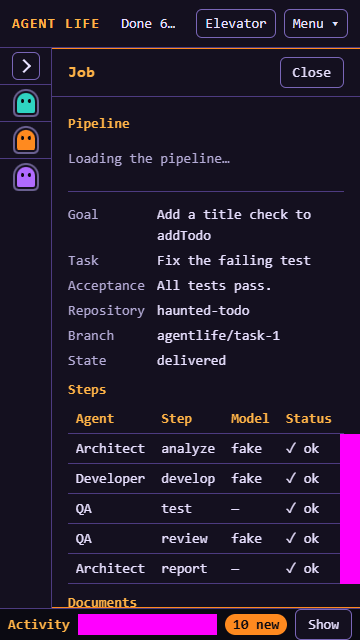 AGENT LIFE Done 6… Elevator Menu ▾
Job Close
Pipeline
Loading the pipeline…
Goal Add a title check to
addTodo
Task Fix the failing test
Acceptance All tests pass.
Repository haunted-todo
Branch agentlife/task-1
State delivered
Steps
Agent Step Model Status
Architect analyze fake ✓ ok
Developer develop fake ✓ ok
QA test — ✓ ok
QA review fake ✓ ok
Architect report — ✓ ok
Documents
Activity 10 new Show